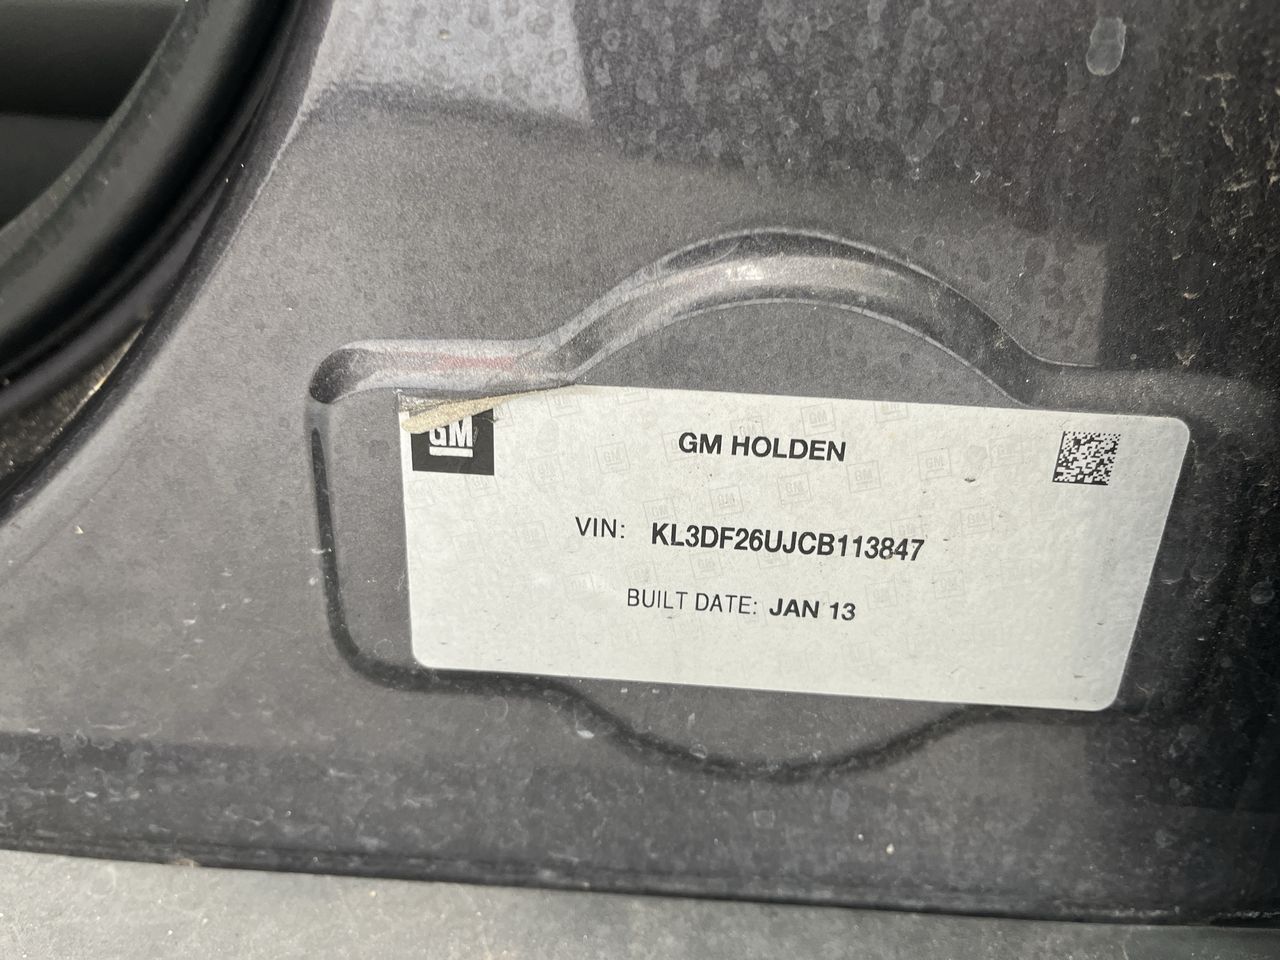 GM
GM HOLDEN
VIN: KL3DF26UJCB113847
BUILT DATE: JAN 13